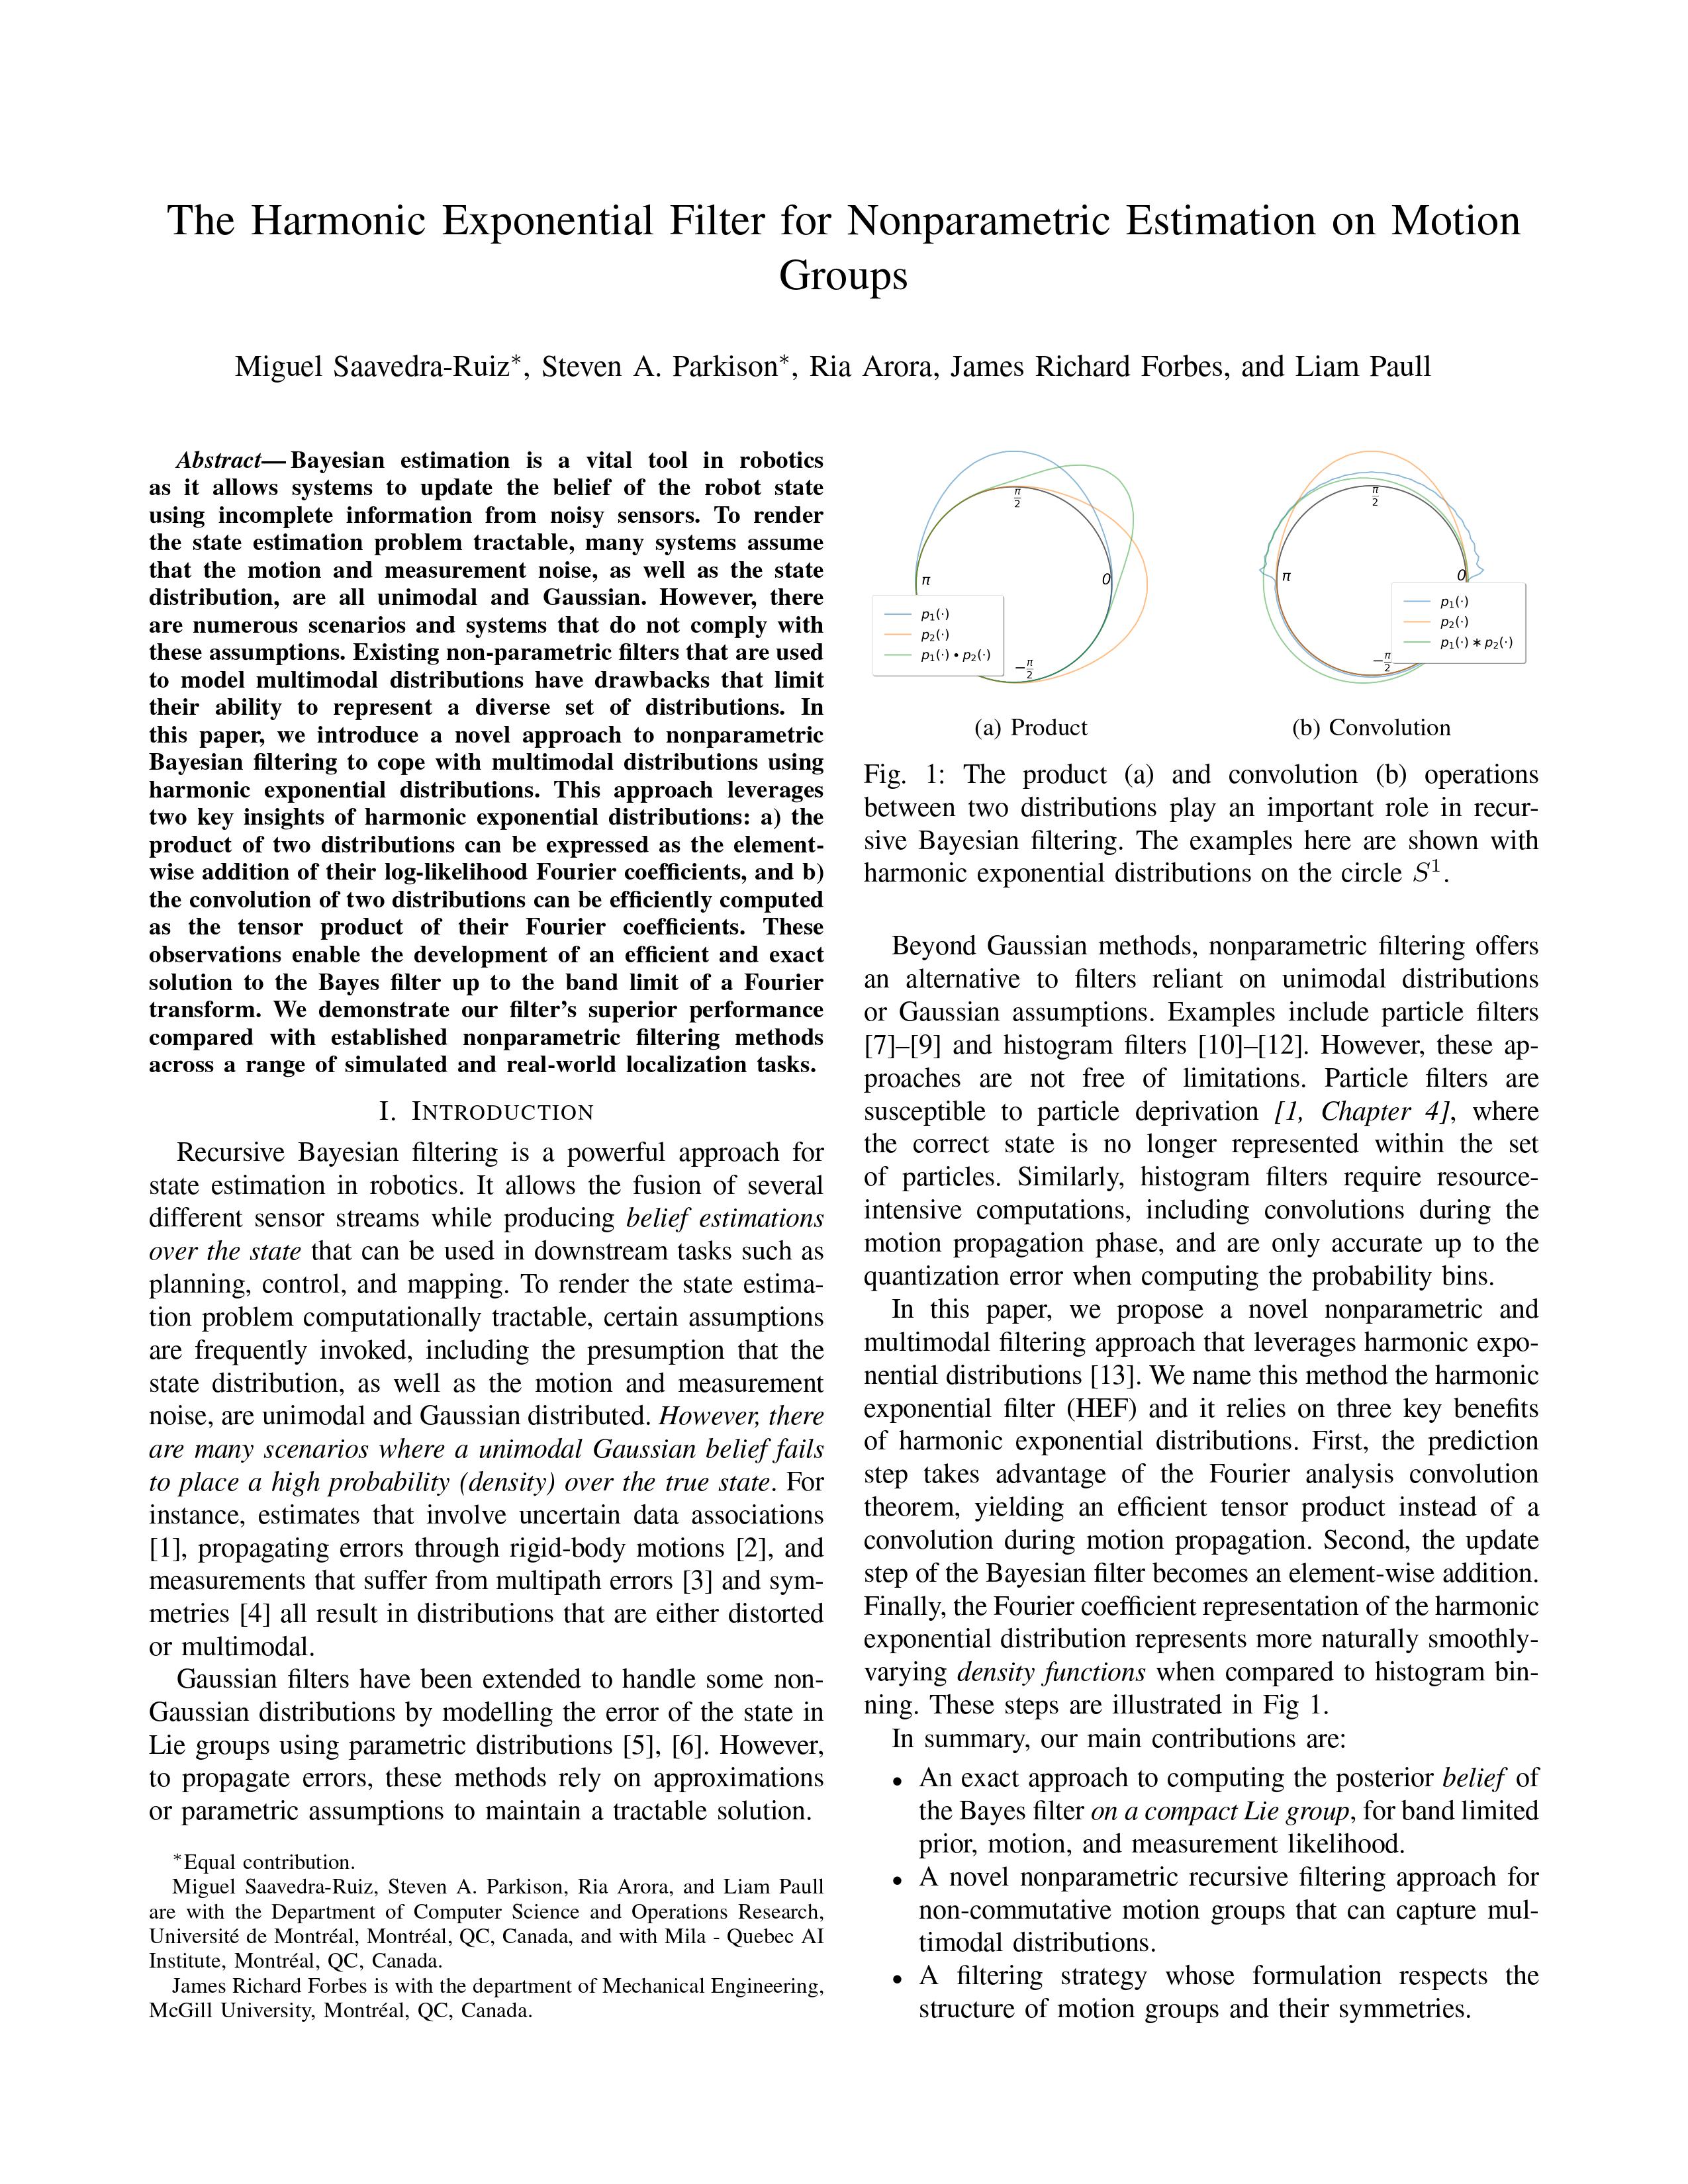 The Harmonic Exponential Filter for Nonparametric Estimation on Motion
Groups
Miguel Saavedra-Ruiz*, Steven A. Parkison*, Ria Arora, James Richard Forbes, and Liam Paull
Abstract— Bayesian estimation is a vital tool in robotics
as it allows systems to update the belief of the robot state
using incomplete information from noisy sensors. To render
the state estimation problem tractable, many systems assume
that the motion and measurement noise, as well as the state
distribution, are all unimodal and Gaussian. However, there
are numerous scenarios and systems that do not comply with
these assumptions. Existing non-parametric filters that are used
to model multimodal distributions have drawbacks that limit
their ability to represent a diverse set of distributions. In
this paper, we introduce a novel approach to nonparametric
Bayesian filtering to cope with multimodal distributions using
harmonic exponential distributions. This approach leverages
two key insights of harmonic exponential distributions: a) the
product of two distributions can be expressed as the element-
wise addition of their log-likelihood Fourier coefficients, and b)
the convolution of two distributions can be efficiently computed
as the tensor product of their Fourier coefficients. These
observations enable the development of an efficient and exact
solution to the Bayes filter up to the band limit of a Fourier
transform. We demonstrate our filter's superior performance
compared with established nonparametric filtering methods
across a range of simulated and real-world localization tasks.
I. INTRODUCTION
Recursive Bayesian filtering is a powerful approach for
state estimation in robotics. It allows the fusion of several
different sensor streams while producing belief estimations
over the state that can be used in downstream tasks such as
planning, control, and mapping. To render the state estima-
tion problem computationally tractable, certain assumptions
are frequently invoked, including the presumption that the
state distribution, as well as the motion and measurement
noise, are unimodal and Gaussian distributed. However, there
are many scenarios where a unimodal Gaussian belief fails
to place a high probability (density) over the true state. For
instance, estimates that involve uncertain data associations
[1], propagating errors through rigid-body motions [2], and
measurements that suffer from multipath errors [3] and sym-
metries [4] all result in distributions that are either distorted
or multimodal.
Gaussian filters have been extended to handle some non-
Gaussian distributions by modelling the error of the state in
Lie groups using parametric distributions [5], [6]. However,
to propagate errors, these methods rely on approximations
or parametric assumptions to maintain a tractable solution.
*Equal contribution.
Miguel Saavedra-Ruiz, Steven A. Parkison, Ria Arora, and Liam Paull
are with the Department of Computer Science and Operations Research,
Université de Montréal, Montréal, QC, Canada, and with Mila - Quebec AI
Institute, Montréal, QC, Canada.
James Richard Forbes is with the department of Mechanical Engineering,
McGill University, Montréal, QC, Canada.
π/2
π
0
p₁(·)
p₂(·)
p₁(·) • p₂(·)
−π/2
(a) Product
π/2
π
0
p₁(·)
p₂(·)
p₁(·) ∗ p₂(·)
−π/2
(b) Convolution
Fig. 1: The product (a) and convolution (b) operations
between two distributions play an important role in recur-
sive Bayesian filtering. The examples here are shown with
harmonic exponential distributions on the circle S¹.
Beyond Gaussian methods, nonparametric filtering offers
an alternative to filters reliant on unimodal distributions
or Gaussian assumptions. Examples include particle filters
[7]–[9] and histogram filters [10]–[12]. However, these ap-
proaches are not free of limitations. Particle filters are
susceptible to particle deprivation [1, Chapter 4], where
the correct state is no longer represented within the set
of particles. Similarly, histogram filters require resource-
intensive computations, including convolutions during the
motion propagation phase, and are only accurate up to the
quantization error when computing the probability bins.
In this paper, we propose a novel nonparametric and
multimodal filtering approach that leverages harmonic expo-
nential distributions [13]. We name this method the harmonic
exponential filter (HEF) and it relies on three key benefits
of harmonic exponential distributions. First, the prediction
step takes advantage of the Fourier analysis convolution
theorem, yielding an efficient tensor product instead of a
convolution during motion propagation. Second, the update
step of the Bayesian filter becomes an element-wise addition.
Finally, the Fourier coefficient representation of the harmonic
exponential distribution represents more naturally smoothly-
varying density functions when compared to histogram bin-
ning. These steps are illustrated in Fig 1.
In summary, our main contributions are:
• An exact approach to computing the posterior belief of
the Bayes filter on a compact Lie group, for band limited
prior, motion, and measurement likelihood.
• A novel nonparametric recursive filtering approach for
non-commutative motion groups that can capture mul-
timodal distributions.
• A filtering strategy whose formulation respects the
structure of motion groups and their symmetries.